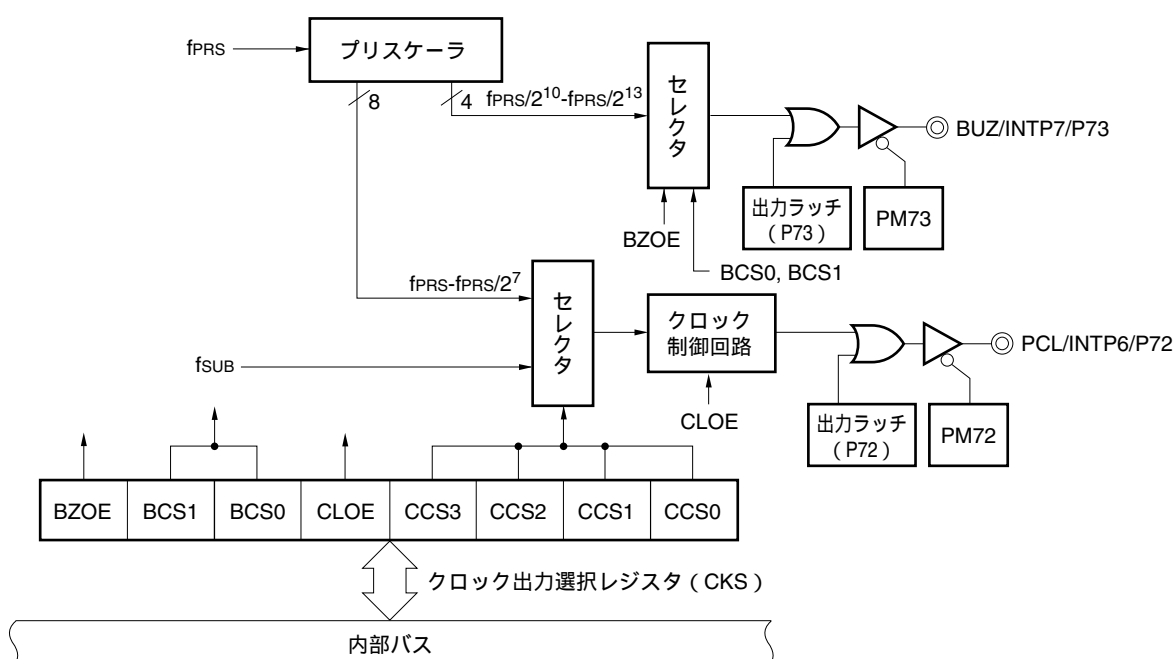 fPRS
プリスケーラ
8
4
fPRS/2¹⁰-fPRS/2¹³
セレクタ
BUZ/INTP7/P73
出力ラッチ
（P73）
PM73
BZOE
BCS0, BCS1
fPRS-fPRS/2⁷
セレクタ
クロック
制御回路
PCL/INTP6/P72
fSUB
CLOE
出力ラッチ
（P72）
PM72
BZOE BCS1 BCS0 CLOE CCS3 CCS2 CCS1 CCS0
クロック出力選択レジスタ（CKS）
内部バス